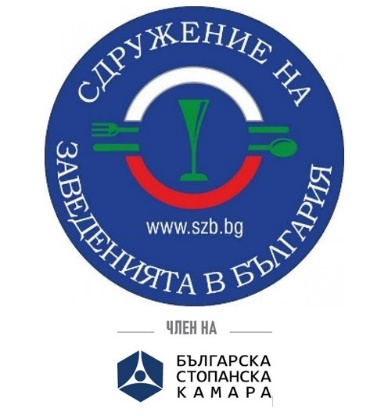 СДРУЖЕНИЕ НА
ЗАВЕДЕНИЯТА В БЪЛГАРИЯ
www.szb.bg
ЧЛЕН НА
БЪЛГАРСКА
СТОПАНСКА
КАМАРА